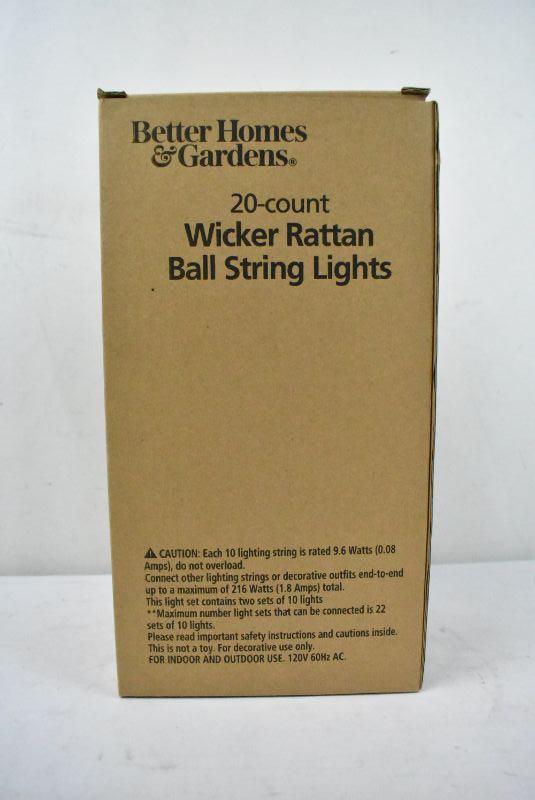 Better Homes
& Gardens®
20-count
Wicker Rattan
Ball String Lights
⚠ CAUTION: Each 10 lighting string is rated 9.6 Watts (0.08
Amps), do not overload.
Connect other lighting strings or decorative outfits end-to-end
up to a maximum of 216 Watts (1.8 Amps) total.
This light set contains two sets of 10 lights
**Maximum number light sets that can be connected is 22
sets of 10 lights.
Please read important safety instructions and cautions inside.
This is not a toy. For decorative use only.
FOR INDOOR AND OUTDOOR USE. 120V 60Hz AC.